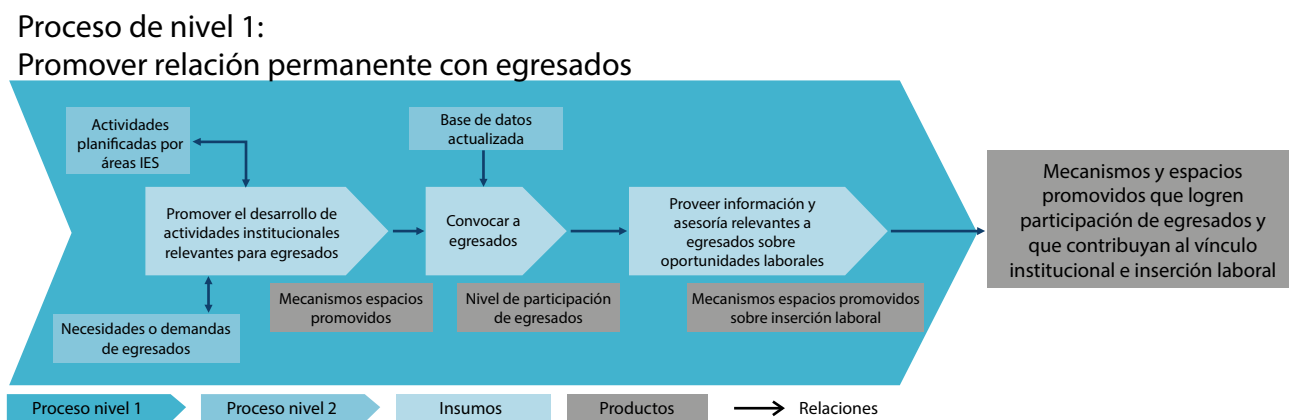 Proceso de nivel 1:
Promover relación permanente con egresados
Actividades
planificadas por
áreas IES
Base de datos
actualizada
Promover el desarrollo de
actividades institucionales
relevantes para egresados
Convocar a
egresados
Proveer información y
asesoría relevantes a
egresados sobre
oportunidades laborales
Mecanismos y espacios
promovidos que logren
participación de egresados y
que contribuyan al vínculo
institucional e inserción laboral
Necesidades o demandas
de egresados
Mecanismos espacios
promovidos
Nivel de participación
de egresados
Mecanismos espacios promovidos
sobre inserción laboral
Proceso nivel 1
Proceso nivel 2
Insumos
Productos
Relaciones